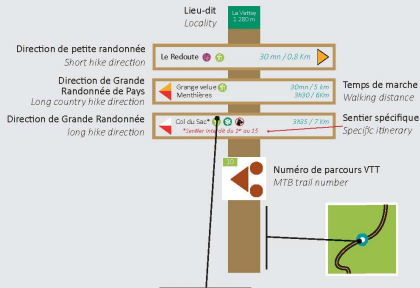 Lieu-dit
Locality
La Vattay
1 280 m
Direction de petite randonnée
Short hike direction
Le Redoute
30 mn / 0,8 Km
Direction de Grande
Randonnée de Pays
Long country hike direction
Grange velue
Menthières
30mn / 5 km
3h30 / 6Km
Temps de marche
Walking distance
Direction de Grande Randonnée
long hike direction
Col du Sac*
3h35 / 7 Km
*Sentier interdit du 1er au 15
Sentier spécifique
Specific itinerary
10
Numéro de parcours VTT
MTB trail number